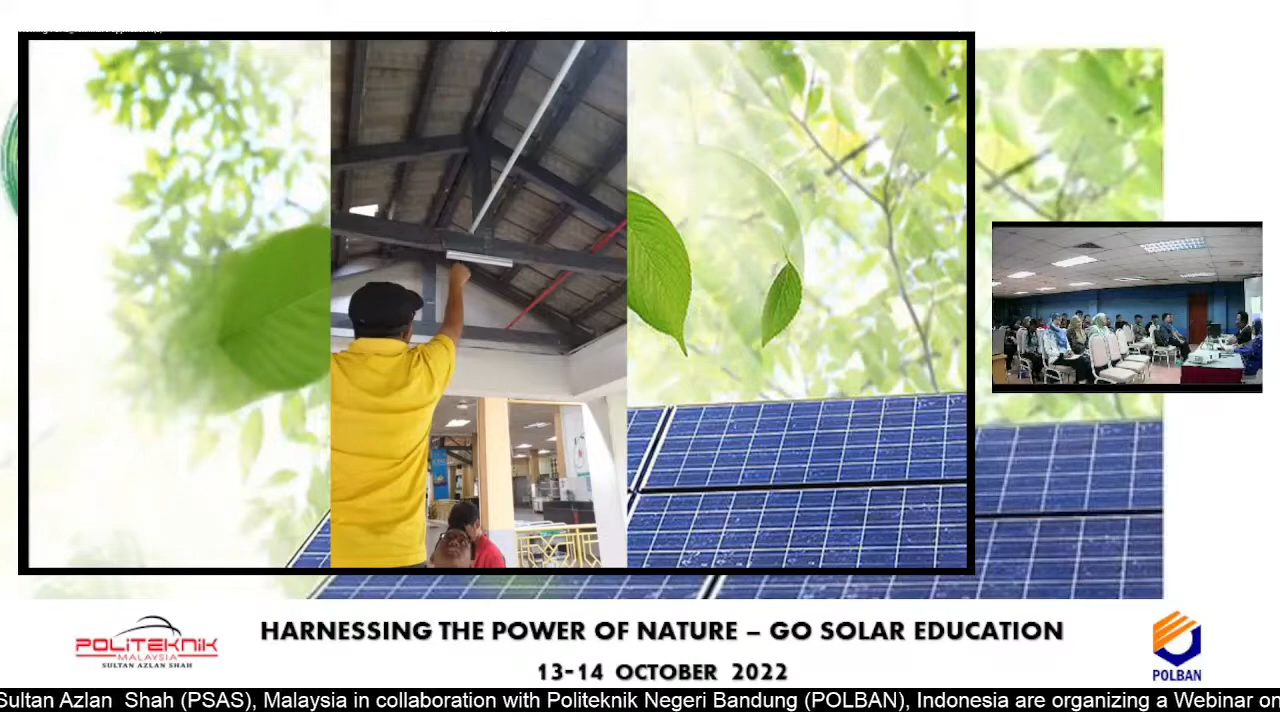 POLITEKNIK
MALAYSIA
SULTAN AZLAN SHAH
HARNESSING THE POWER OF NATURE – GO SOLAR EDUCATION
13-14 OCTOBER 2022
POLBAN
Sultan Azlan Shah (PSAS), Malaysia in collaboration with Politeknik Negeri Bandung (POLBAN), Indonesia are organizing a Webinar on